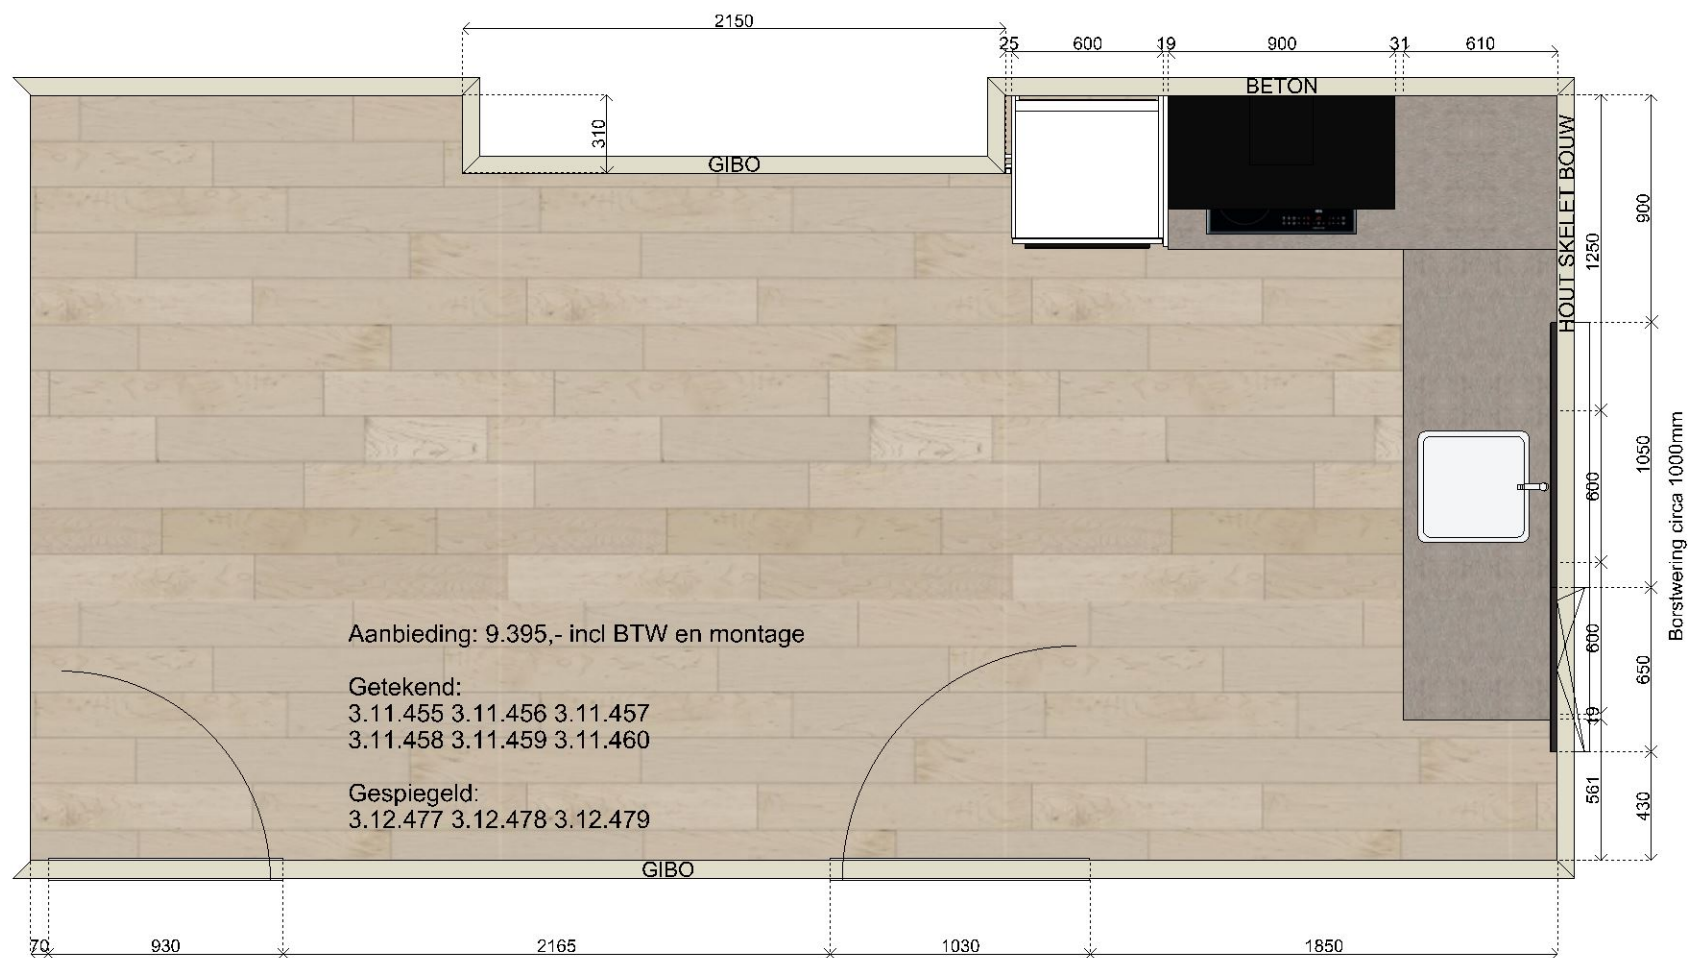 2150
25 600 19 900 31 610
BETON
310
GIBO
HOUT SKELET BOUW
900
1250
1050
600
Borstwering circa 1000mm
600
650
19
561
430
Aanbieding: 9.395,- incl BTW en montage
Getekend:
3.11.455 3.11.456 3.11.457
3.11.458 3.11.459 3.11.460
Gespiegeld:
3.12.477 3.12.478 3.12.479
GIBO
70 930 2165 1030 1850